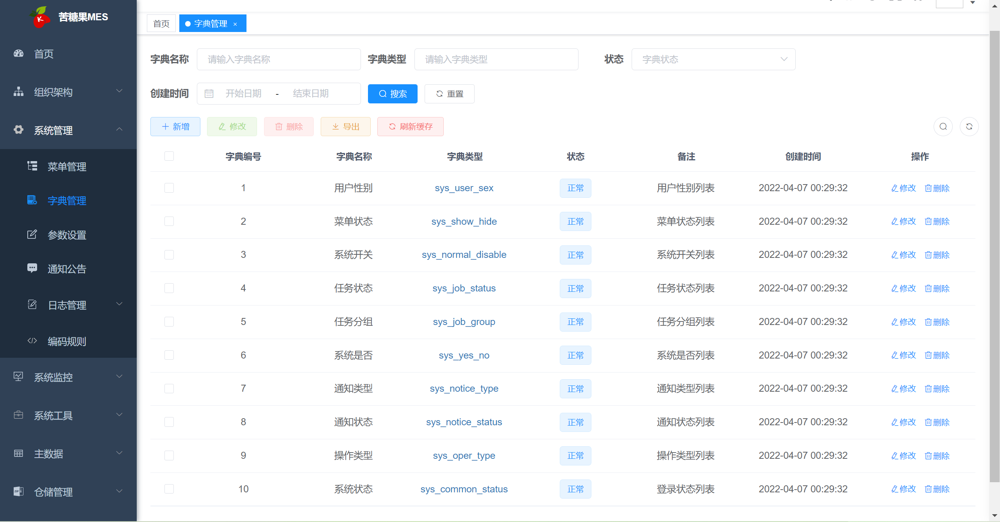 苦糖果MES
首页
组织架构
系统管理
菜单管理
字典管理
参数设置
通知公告
日志管理
编码规则
系统监控
系统工具
主数据
仓储管理
首页 字典管理 ×
字典名称 请输入字典名称 字典类型 请输入字典类型 状态 字典状态
创建时间 开始日期 - 结束日期 搜索 重置
新增 修改 删除 导出 刷新缓存
字典编号 字典名称 字典类型 状态 备注 创建时间 操作
1 用户性别 sys_user_sex 正常 用户性别列表 2022-04-07 00:29:32 修改 删除
2 菜单状态 sys_show_hide 正常 菜单状态列表 2022-04-07 00:29:32 修改 删除
3 系统开关 sys_normal_disable 正常 系统开关列表 2022-04-07 00:29:32 修改 删除
4 任务状态 sys_job_status 正常 任务状态列表 2022-04-07 00:29:32 修改 删除
5 任务分组 sys_job_group 正常 任务分组列表 2022-04-07 00:29:32 修改 删除
6 系统是否 sys_yes_no 正常 系统是否列表 2022-04-07 00:29:32 修改 删除
7 通知类型 sys_notice_type 正常 通知类型列表 2022-04-07 00:29:32 修改 删除
8 通知状态 sys_notice_status 正常 通知状态列表 2022-04-07 00:29:32 修改 删除
9 操作类型 sys_oper_type 正常 操作类型列表 2022-04-07 00:29:32 修改 删除
10 系统状态 sys_common_status 正常 登录状态列表 2022-04-07 00:29:32 修改 删除